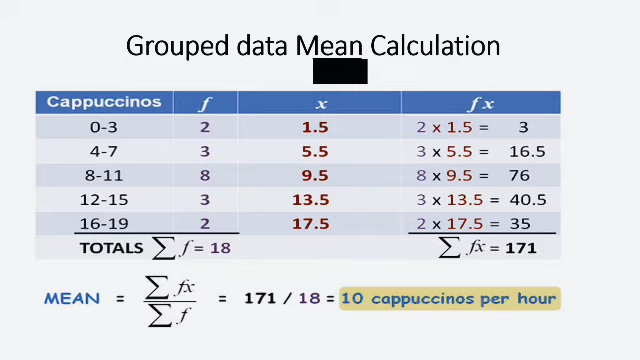 Grouped data Mean Calculation
Cappuccinos f x fx
0-3 2 1.5 2 x 1.5 = 3
4-7 3 5.5 3 x 5.5 = 16.5
8-11 8 9.5 8 x 9.5 = 76
12-15 3 13.5 3 x 13.5 = 40.5
16-19 2 17.5 2 x 17.5 = 35
TOTALS ∑ f = 18 ∑ fx = 171
MEAN = ∑ fx / ∑ f = 171 / 18 = 10 cappuccinos per hour